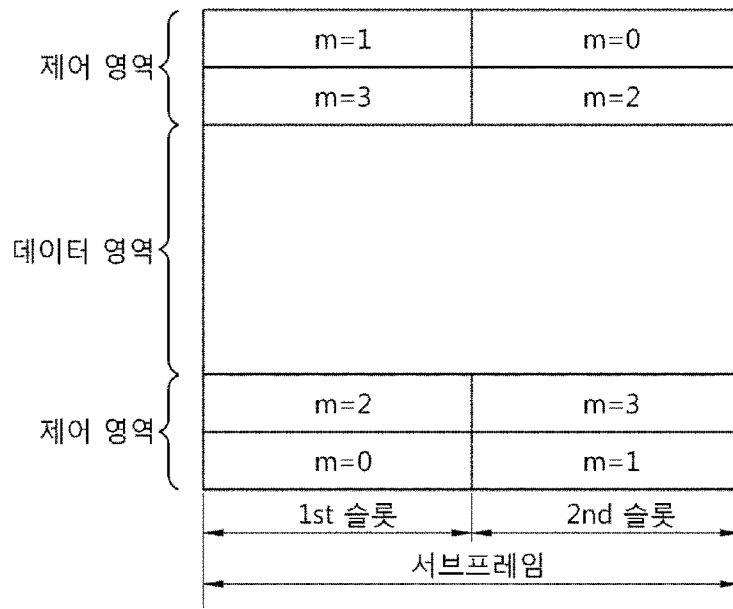 제어 영역
m=1 m=0
m=3 m=2
데이터 영역
제어 영역
m=2 m=3
m=0 m=1
1st 슬롯 2nd 슬롯
서브프레임